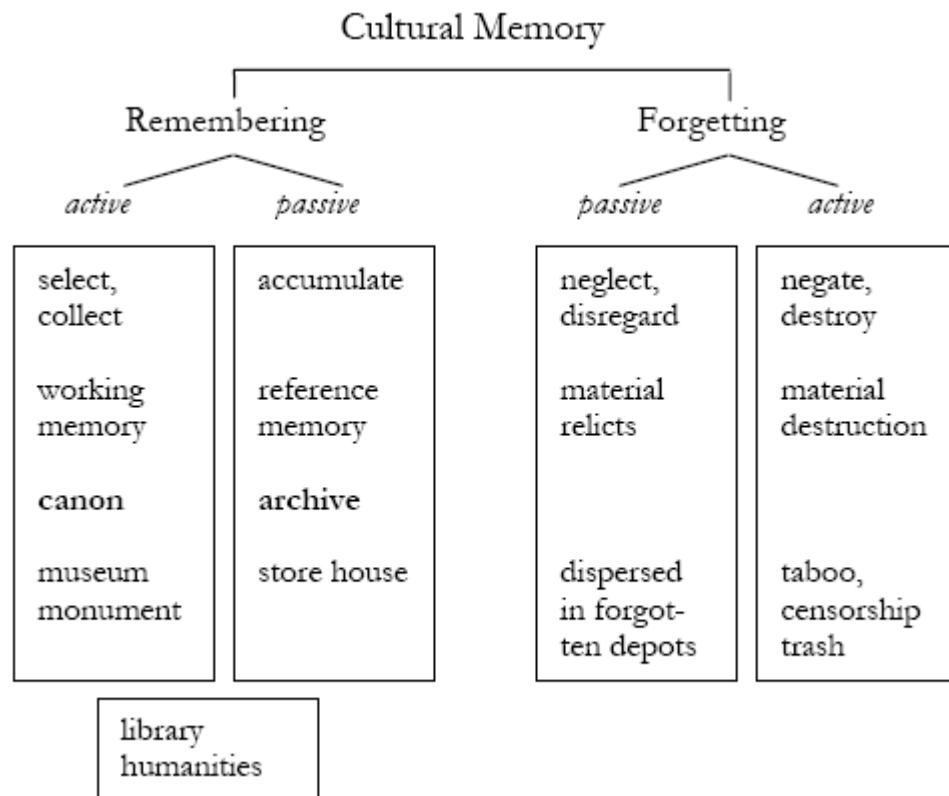 Cultural Memory
Remembering
Forgetting
active
passive
passive
active
select,
collect
working
memory
canon
museum
monument
accumulate
reference
memory
archive
store house
neglect,
disregard
material
relicts
dispersed
in forgot-
ten depots
negate,
destroy
material
destruction
taboo,
censorship
trash
library
humanities